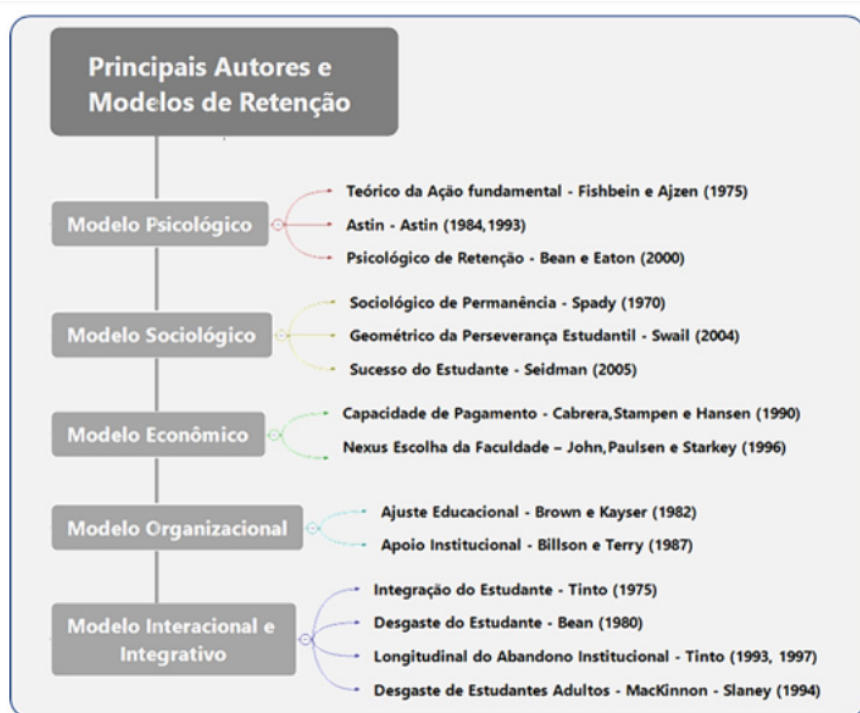 Principais Autores e
Modelos de Retenção
Modelo Psicológico
Teórico da Ação fundamental - Fishbein e Ajzen (1975)
Astin - Astin (1984,1993)
Psicológico de Retenção - Bean e Eaton (2000)
Modelo Sociológico
Sociológico de Permanência - Spady (1970)
Geométrico da Perseverança Estudantil - Swail (2004)
Sucesso do Estudante - Seidman (2005)
Modelo Econômico
Capacidade de Pagamento - Cabrera,Stampen e Hansen (1990)
Nexus Escolha da Faculdade – John,Paulsen e Starkey (1996)
Modelo Organizacional
Ajuste Educacional - Brown e Kayser (1982)
Apoio Institucional - Billson e Terry (1987)
Modelo Interacional e
Integrativo
Integração do Estudante - Tinto (1975)
Desgaste do Estudante - Bean (1980)
Longitudinal do Abandono Institucional - Tinto (1993, 1997)
Desgaste de Estudantes Adultos - MacKinnon - Slaney (1994)